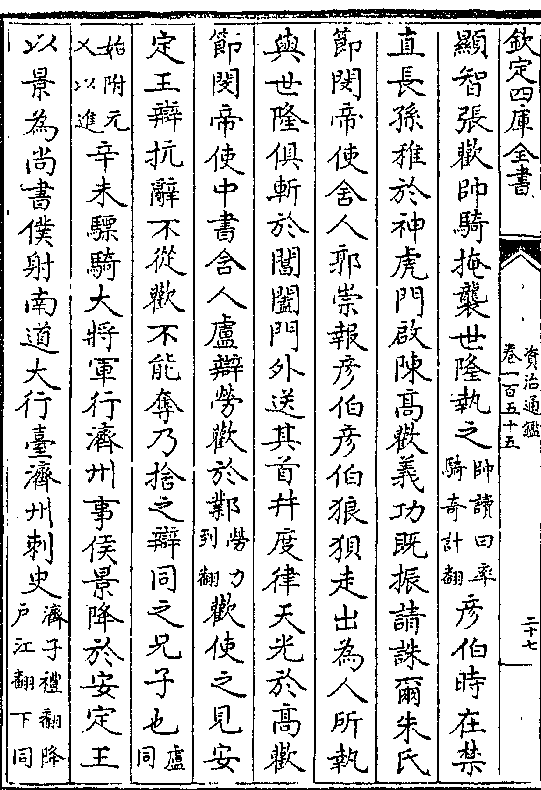 欽定四庫全書
資治通鑑
卷一百五十五
二十七
顯智張歡帥騎掩襲世隆執之帥讀曰率騎奇計翻彥伯時在禁
直長孫稚於神虎門啟陳髙歡義功既振請誅爾朱氏
節閔帝使舍人郭崇報彥伯彥伯狼狽走出為人所執
與世隆俱斬於閶闔門外送其首并度律天光於髙歡
節閔帝使中書舍人盧辯勞歡於鄴勞力到翻歡使之見安
定王辯抗辭不從歡不能奪乃捨之辯同之兄子也盧同
始附元乂以進辛未驃騎大將軍行濟州事侯景降於安定王
以景為尚書僕射南道大行臺濟州刺史濟子禮翻降戶江翻下同